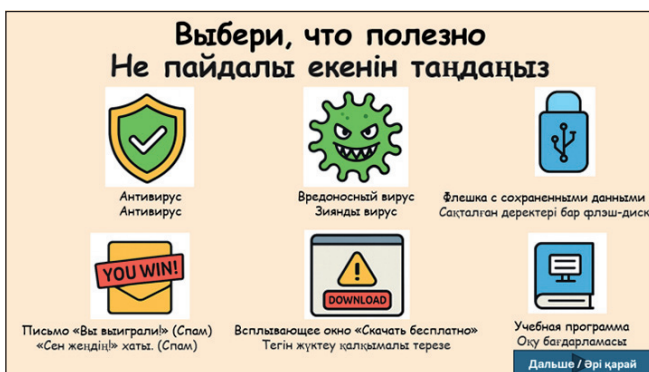 Выбери, что полезно
Не пайдалы екенін таңдаңыз
Антивирус
Антивирус
Вредоносный вирус
Зиянды вирус
Флешка с сохраненными данными
Сақталған деректері бар флэш-диск
YOU WIN!
Письмо «Вы выиграли!» (Спам)
«Сен жеңдің!» хаты. (Спам)
DOWNLOAD
Всплывающее окно «Скачать бесплатно»
Тегін жүктеу қалқымалы терезе
Учебная программа
Оқу бағдарламасы
Дальше / Әрі қарай